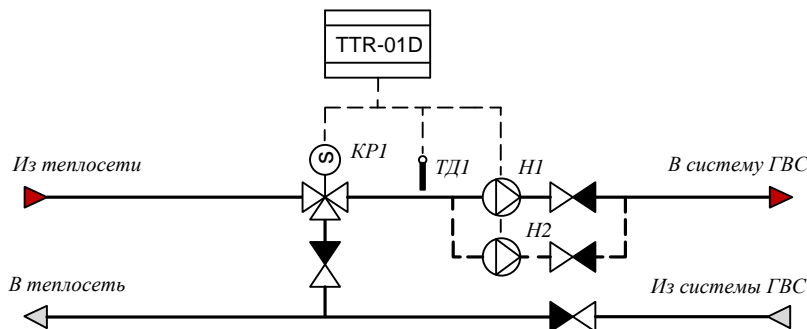 TTR-01D
КР1
Из теплосети
ТД1
Н1
В систему ГВС
Н2
В теплосеть
Из системы ГВС
S